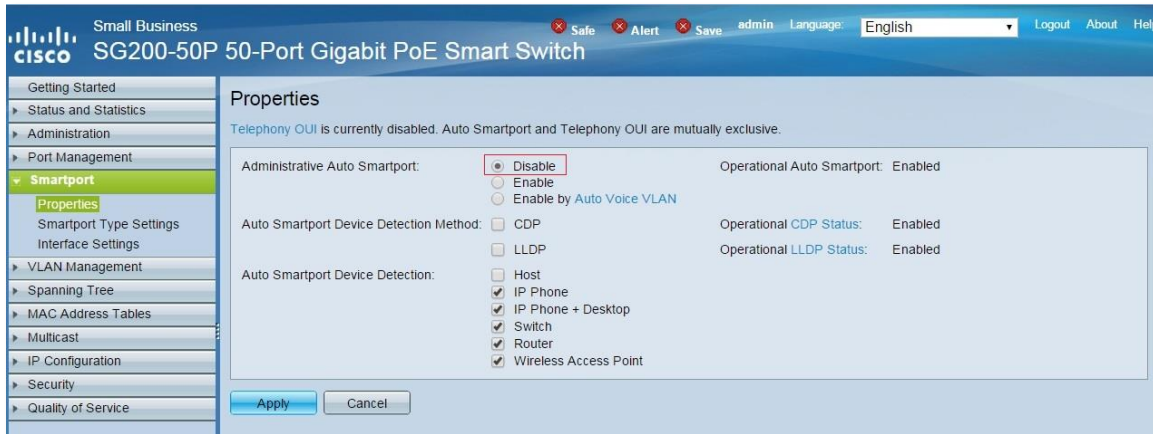 Small Business
Safe Alert Save admin Language: English Logout About Hel
cisco SG200-50P 50-Port Gigabit PoE Smart Switch
Getting Started
Status and Statistics
Administration
Port Management
Smartport
Properties
Smartport Type Settings
Interface Settings
VLAN Management
Spanning Tree
MAC Address Tables
Multicast
IP Configuration
Security
Quality of Service
Properties
Telephony OUI is currently disabled. Auto Smartport and Telephony OUI are mutually exclusive.
Administrative Auto Smartport: Disable Operational Auto Smartport: Enabled
Enable
Enable by Auto Voice VLAN
Auto Smartport Device Detection Method: CDP Operational CDP Status: Enabled
LLDP Operational LLDP Status: Enabled
Auto Smartport Device Detection: Host
IP Phone
IP Phone + Desktop
Switch
Router
Wireless Access Point
Apply Cancel